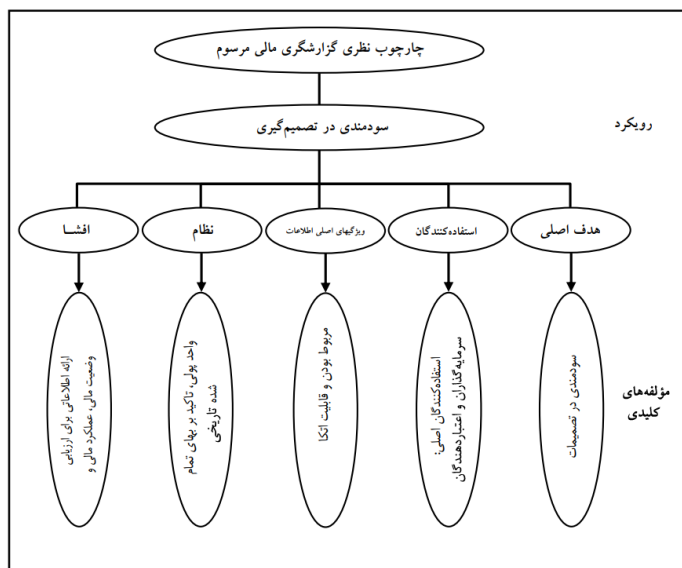 چارچوب نظری گزارشگری مالی مرسوم
سودمندی در تصمیم‌گیری
رویکرد
هدف اصلی
استفاده‌کنندگان
ویژگیهای اصلی اطلاعات
نظام
افشــا
مؤلفه‌های
کلیدی
سودمندی در تصمیمات
استفاده‌کنندگان اصلی:
سرمایه‌گذاران و اعتباردهندگان
مربوط بودن و قابلیت اتکا
واحد پولی، تاکید بر بهای تمام
شده تاریخی
ارائه اطلاعاتی برای ارزیابی
وضعیت مالی، عملکرد مالی و